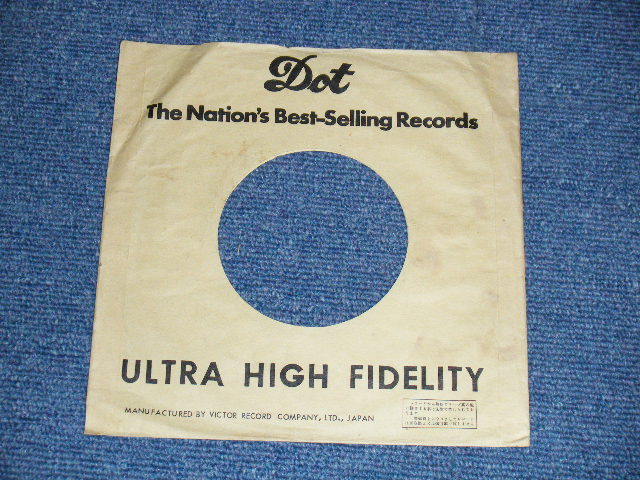 Dot
The Nation's Best-Selling Records
ULTRA HIGH FIDELITY
MANUFACTURED BY VICTOR RECORD COMPANY, LTD., JAPAN